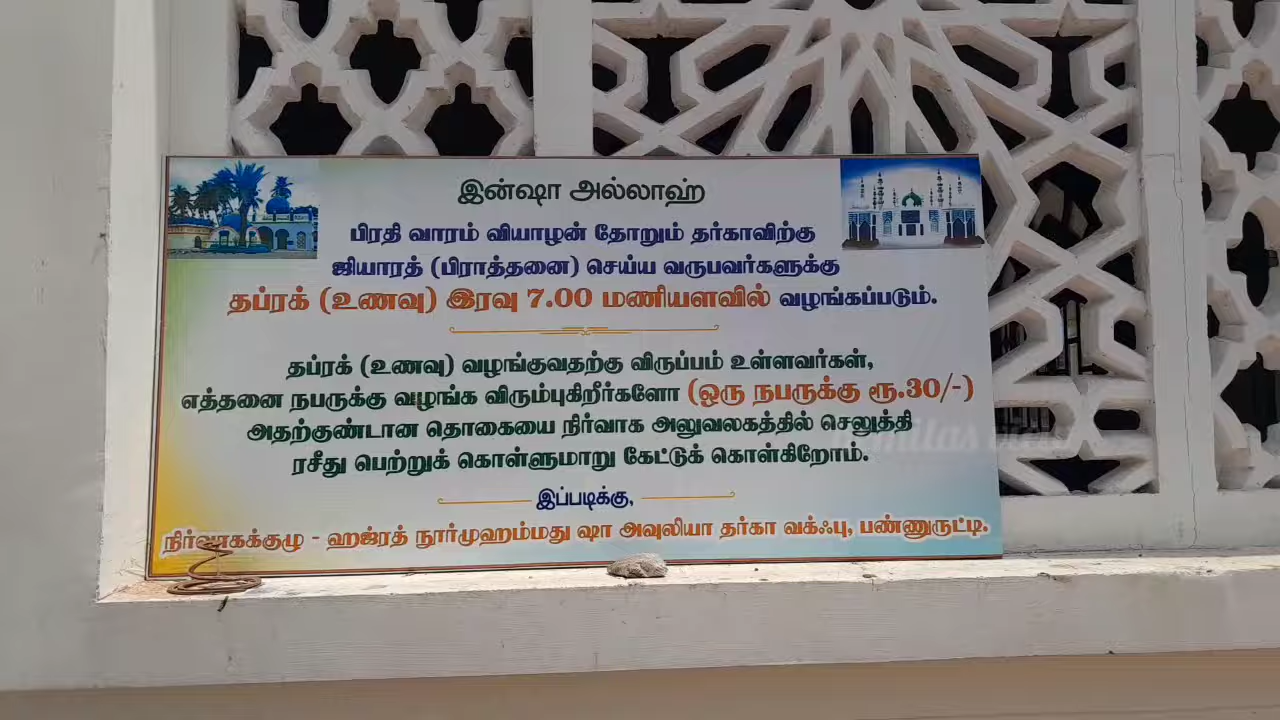 இன்ஷா அல்லாஹ்
பிரதி வாரம் வியாழன் தோறும் தர்காவிற்கு
ஜியாரத் (பிராத்தனை) செய்ய வருபவர்களுக்கு
தப்ரக் (உணவு) இரவு 7.00 மணியளவில் வழங்கப்படும்.
தப்ரக் (உணவு) வழங்குவதற்கு விருப்பம் உள்ளவர்கள்,
எத்தனை நபருக்கு வழங்க விரும்புகிறீர்களோ (ஒரு நபருக்கு ரூ.30/-)
அதற்குண்டான தொகையை நிர்வாக அலுவலகத்தில் செலுத்தி
ரசீது பெற்றுக் கொள்ளுமாறு கேட்டுக் கொள்கிறோம்.
இப்படிக்கு,
நிர்வாகக்குழு - ஹஜ்ரத் நூர்முஹம்மது ஷா அவுலியா தர்கா வக்ஃபு, பண்ணுருட்டி.